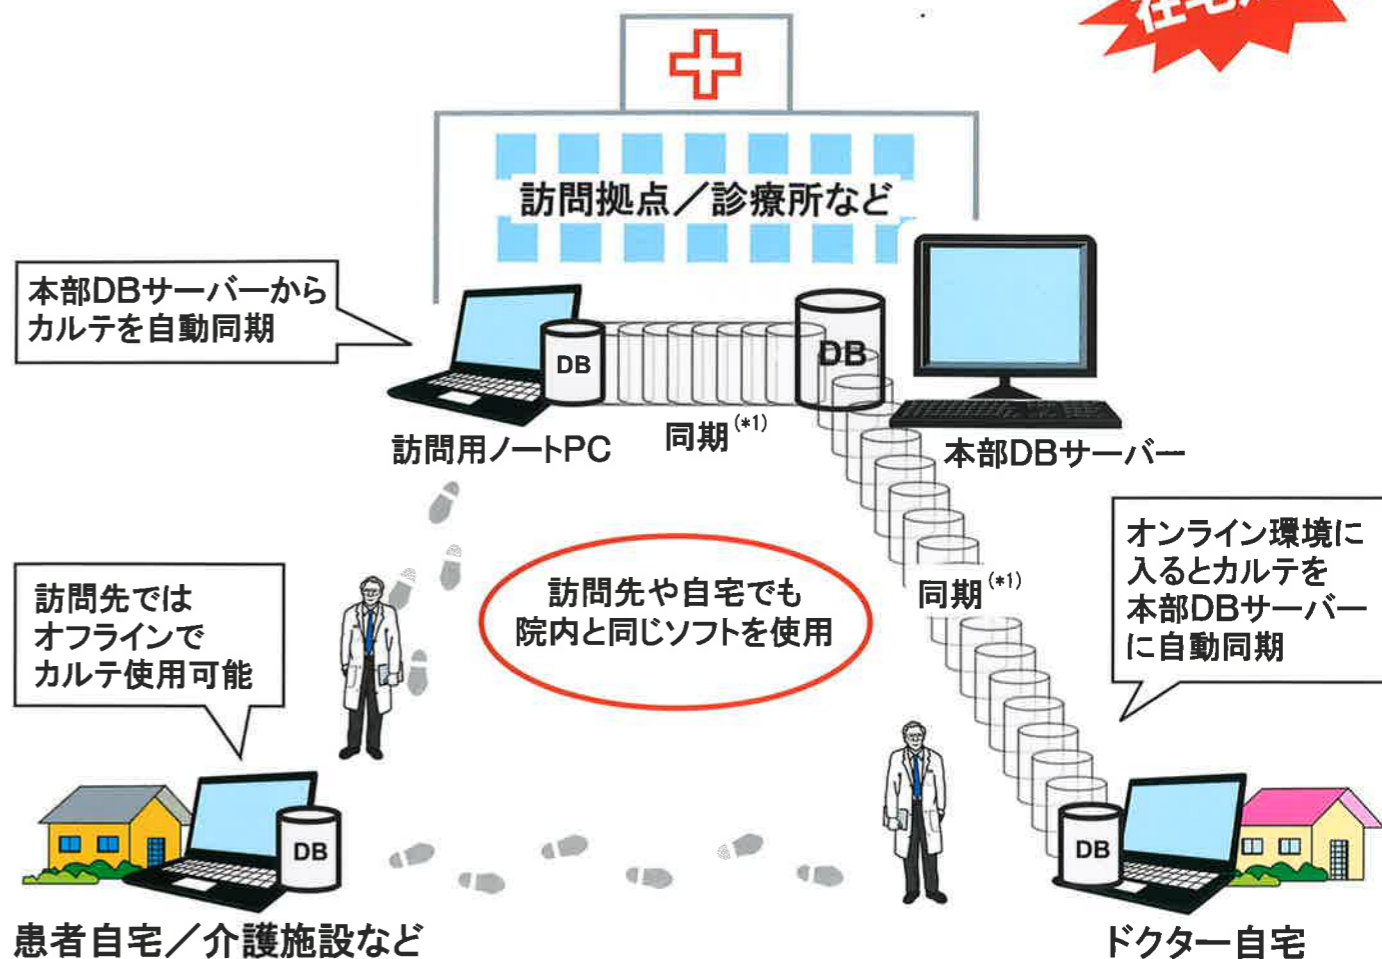 訪問拠点／診療所など
本部DBサーバーから
カルテを自動同期
DB
DB
訪問用ノートPC
同期(*1)
本部DBサーバー
オンライン環境に
入るとカルテを
本部DBサーバー
に自動同期
訪問先では
オフラインで
カルテ使用可能
訪問先や自宅でも
院内と同じソフトを使用
同期(*1)
DB
DB
患者自宅／介護施設など
ドクター自宅